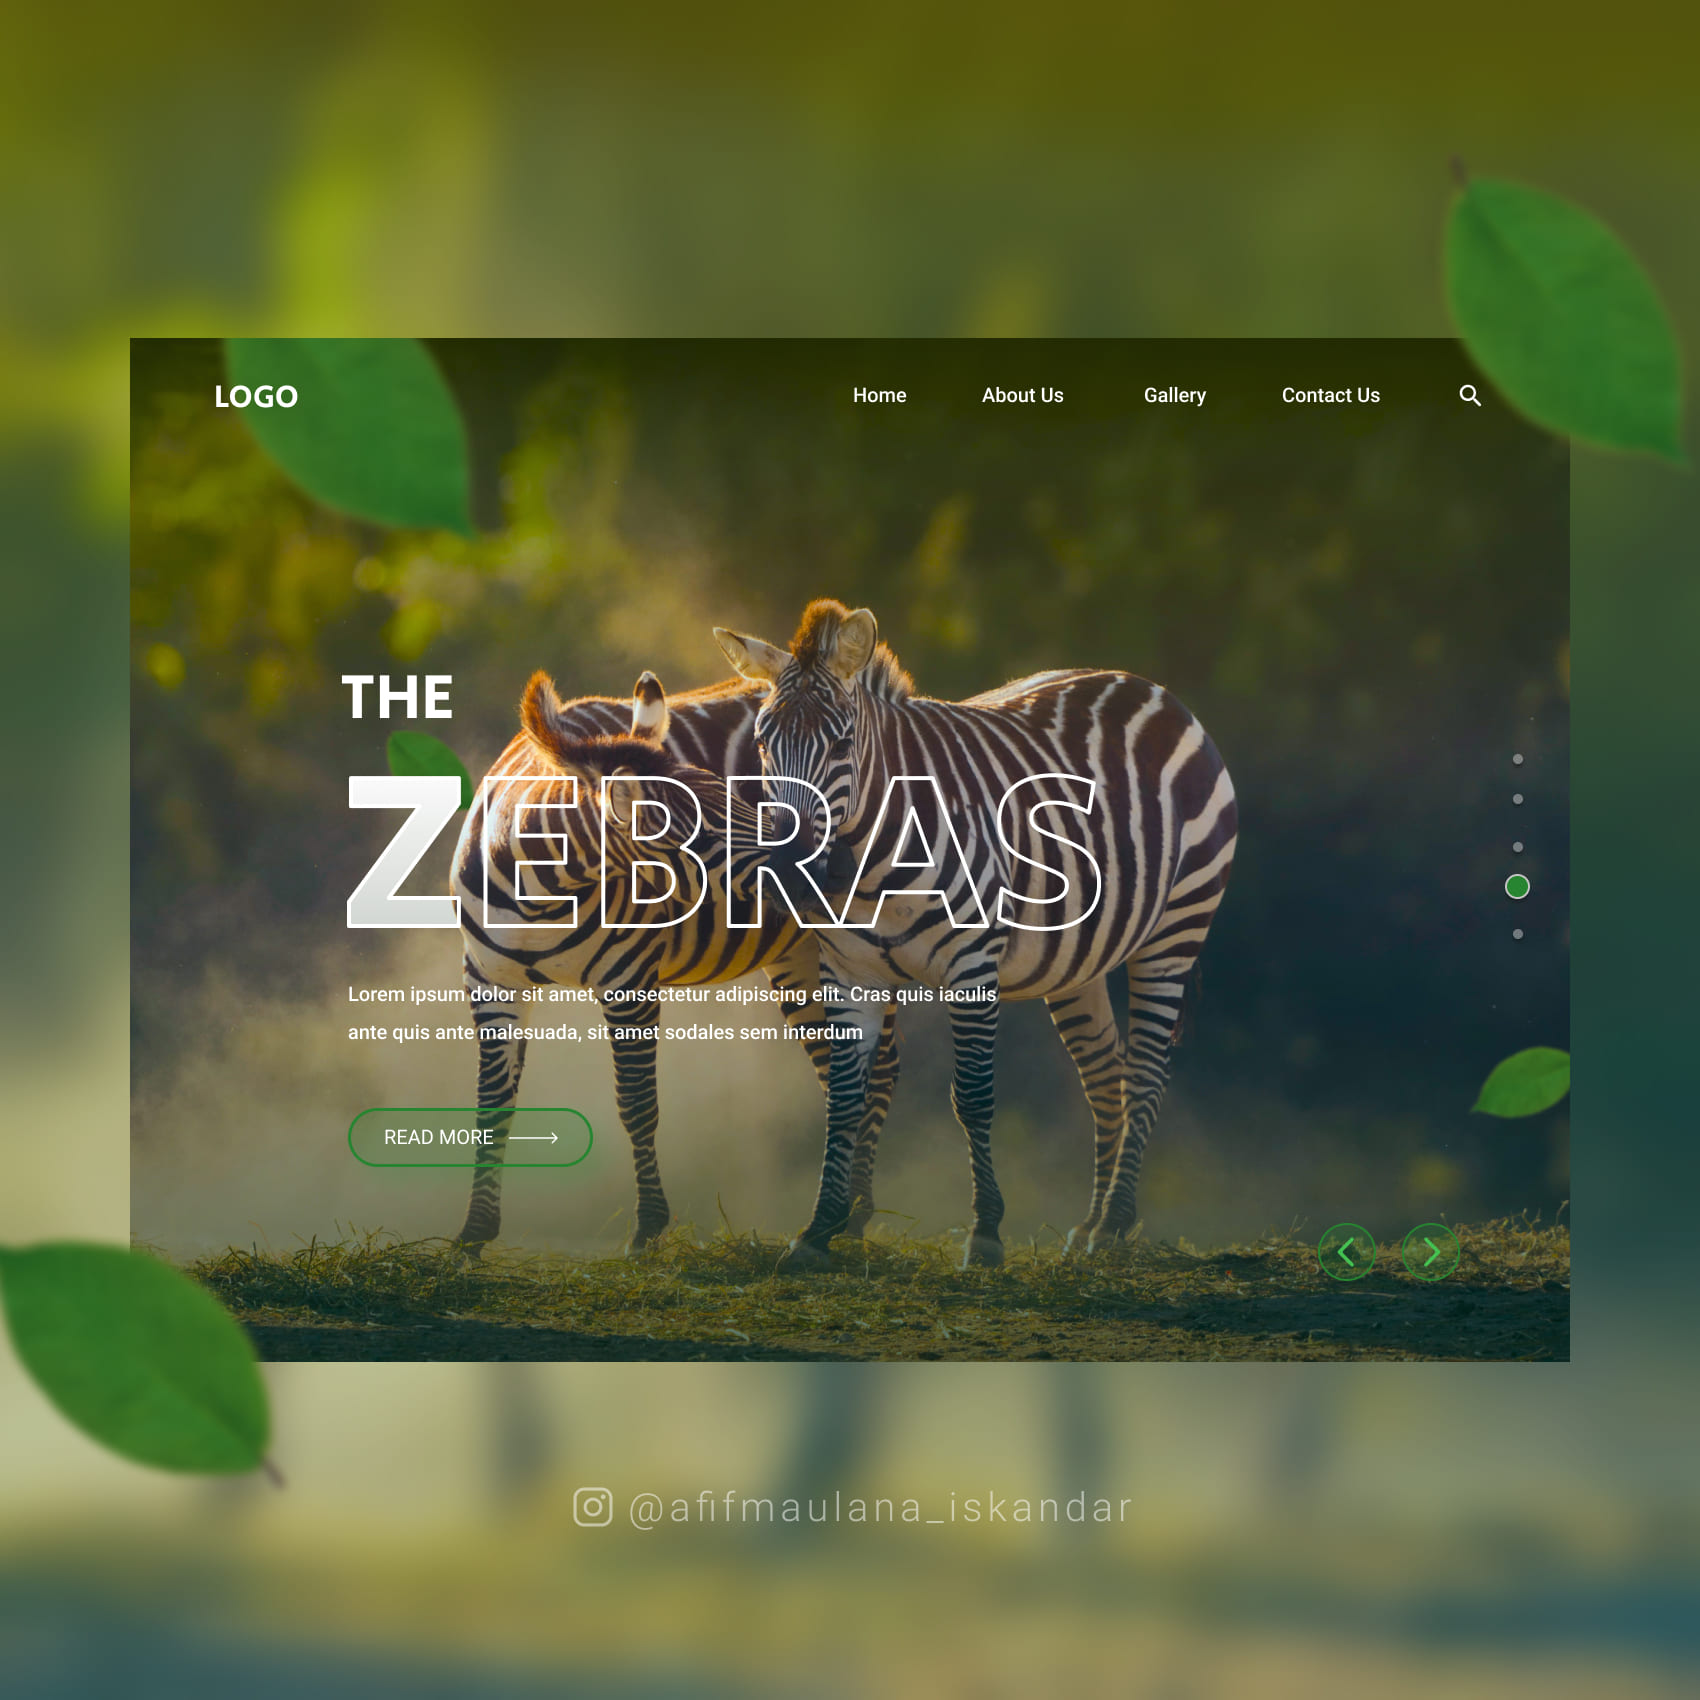 LOGO
Home About Us Gallery Contact Us
THE
ZEBRAS
Lorem ipsum dolor sit amet, consectetur adipiscing elit. Cras quis iaculis
ante quis ante malesuada, sit amet sodales sem interdum
READ MORE
@afifmaulana_iskandar